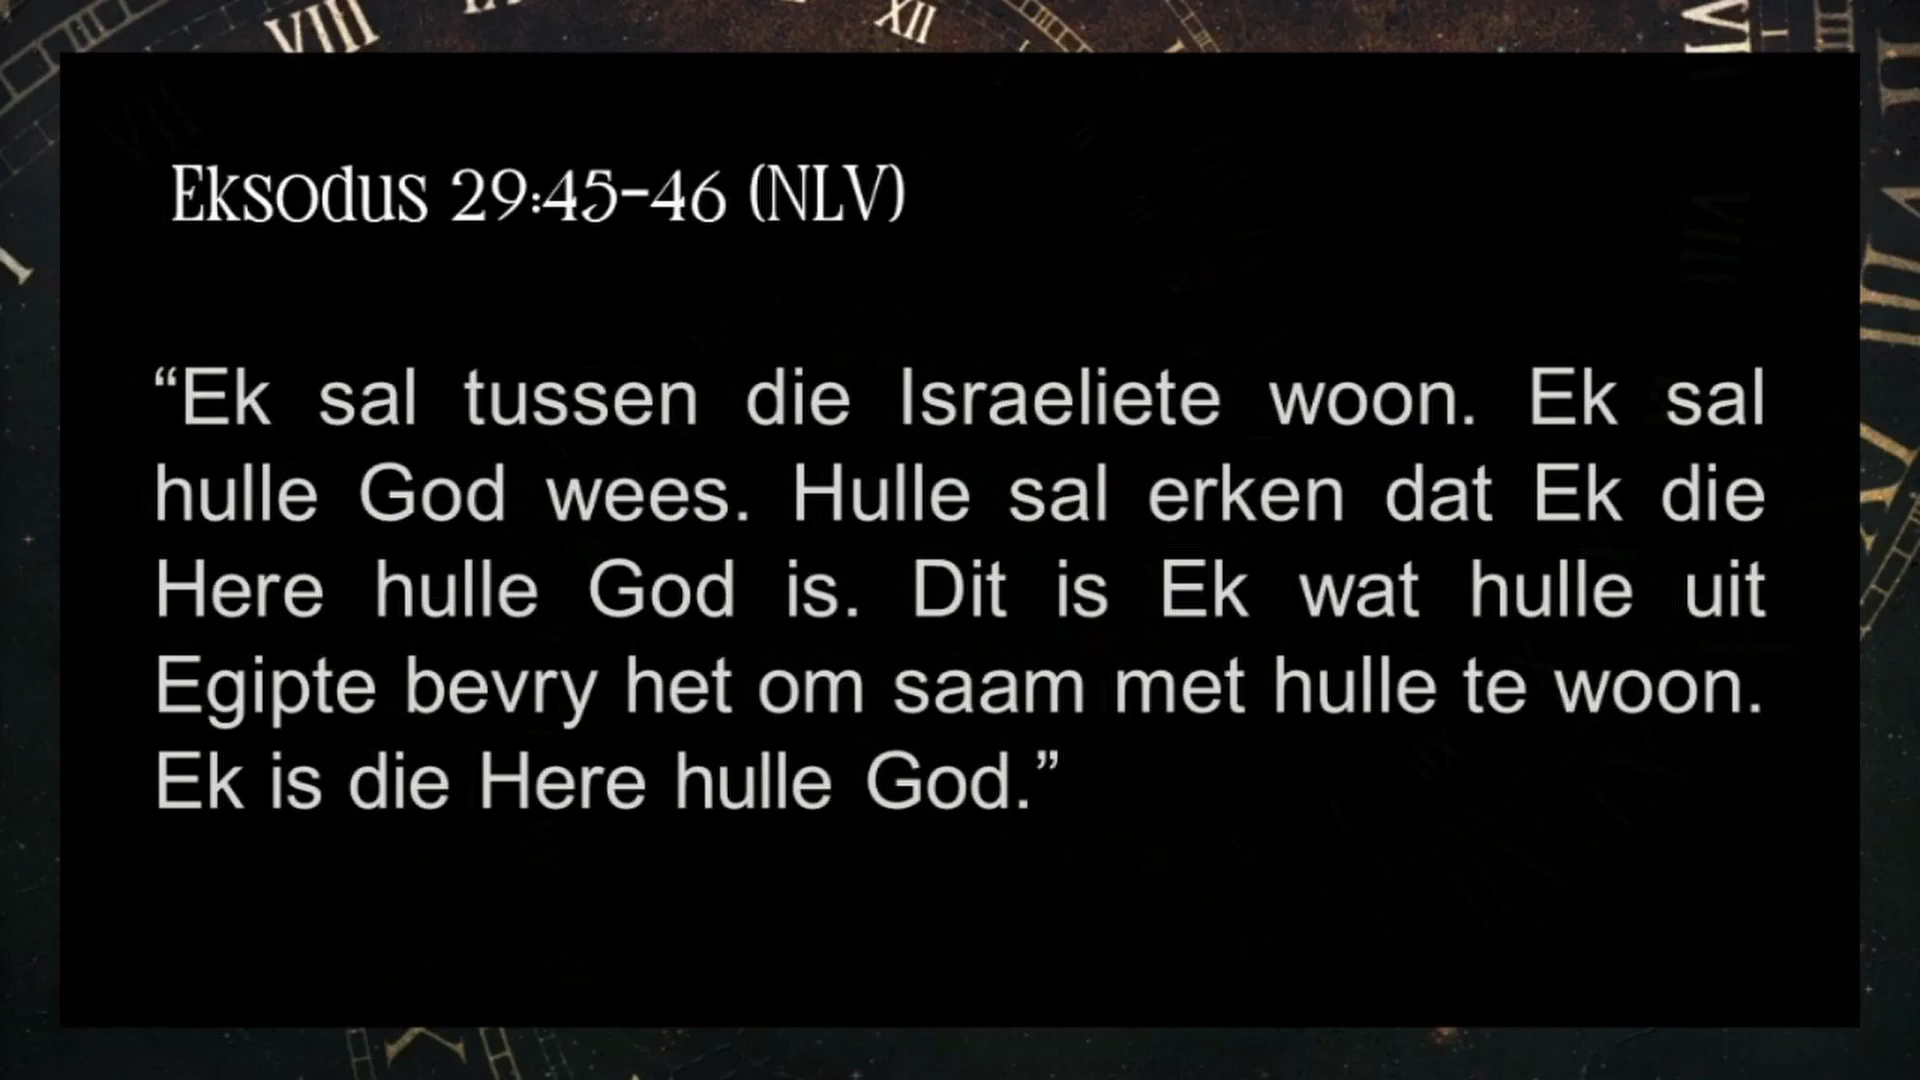 VIII
XII
Eksodus 29:45-46 (NLV)
“Ek sal tussen die Israeliete woon. Ek sal
hulle God wees. Hulle sal erken dat Ek die
Here hulle God is. Dit is Ek wat hulle uit
Egipte bevry het om saam met hulle te woon.
Ek is die Here hulle God.”